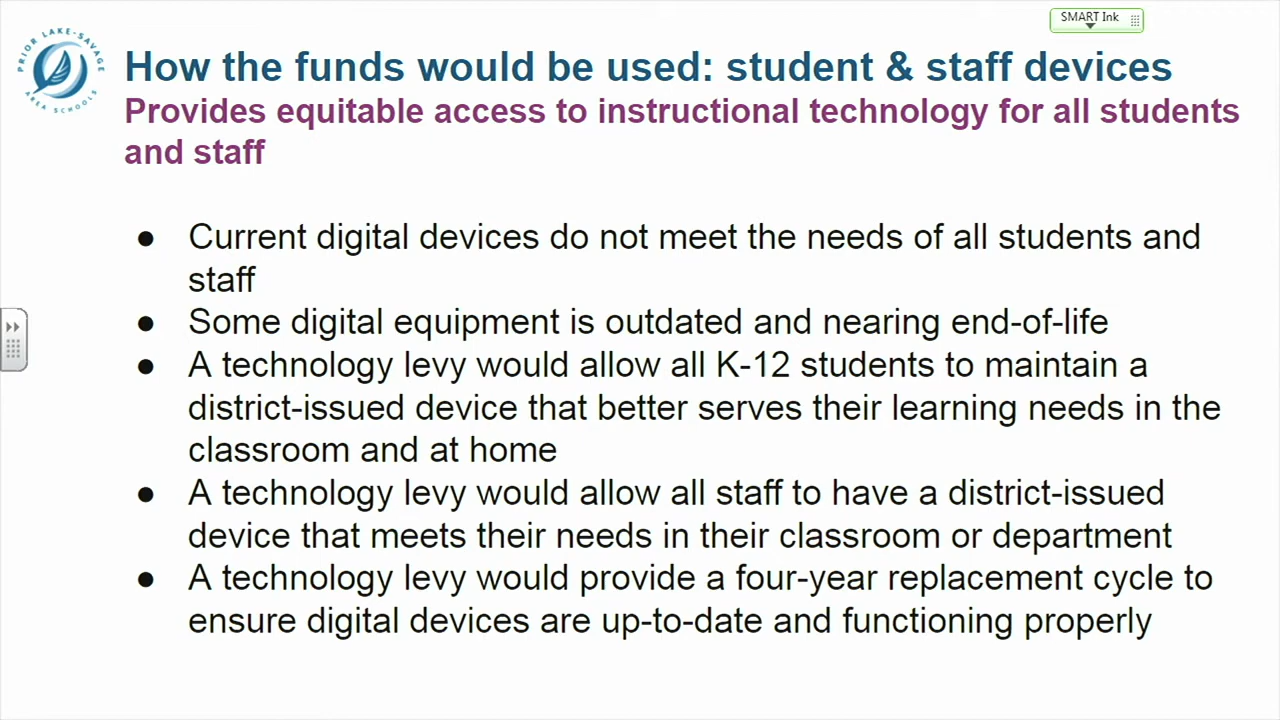 SMART Ink
PRIOR LAKE-SAVAGE
AREA SCHOOLS
How the funds would be used: student & staff devices
Provides equitable access to instructional technology for all students
and staff
● Current digital devices do not meet the needs of all students and
staff
● Some digital equipment is outdated and nearing end-of-life
● A technology levy would allow all K-12 students to maintain a
district-issued device that better serves their learning needs in the
classroom and at home
● A technology levy would allow all staff to have a district-issued
device that meets their needs in their classroom or department
● A technology levy would provide a four-year replacement cycle to
ensure digital devices are up-to-date and functioning properly